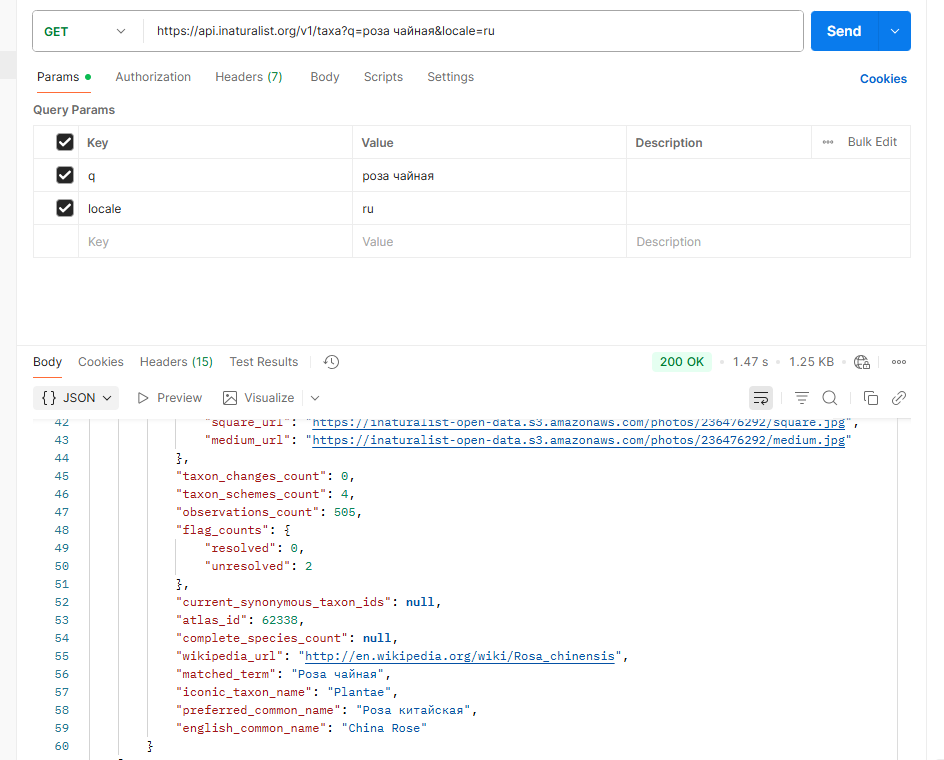 GET https://api.inaturalist.org/v1/taxa?q=роза чайная&locale=ru Send
Params Authorization Headers (7) Body Scripts Settings Cookies
Query Params
Key Value Description Bulk Edit
q роза чайная
locale ru
Key Value Description
Body Cookies Headers (15) Test Results 200 OK 1.47 s 1.25 KB
{} JSON Preview Visualize
42 "square_url": "https://inaturalist-open-data.s3.amazonaws.com/photos/236476292/square.jpg",
43 "medium_url": "https://inaturalist-open-data.s3.amazonaws.com/photos/236476292/medium.jpg"
44 },
45 "taxon_changes_count": 0,
46 "taxon_schemes_count": 4,
47 "observations_count": 505,
48 "flag_counts": {
49 "resolved": 0,
50 "unresolved": 2
51 },
52 "current_synonymous_taxon_ids": null,
53 "atlas_id": 62338,
54 "complete_species_count": null,
55 "wikipedia_url": "http://en.wikipedia.org/wiki/Rosa_chinensis",
56 "matched_term": "Роза чайная",
57 "iconic_taxon_name": "Plantae",
58 "preferred_common_name": "Роза китайская",
59 "english_common_name": "China Rose"
60 }